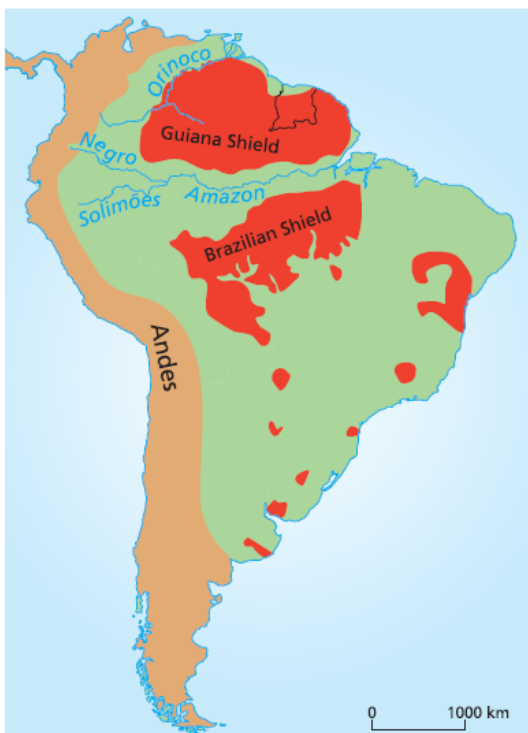 Orinoco
Guiana Shield
Negro
Solimões
Amazon
Brazilian Shield
Andes
0 1000 km